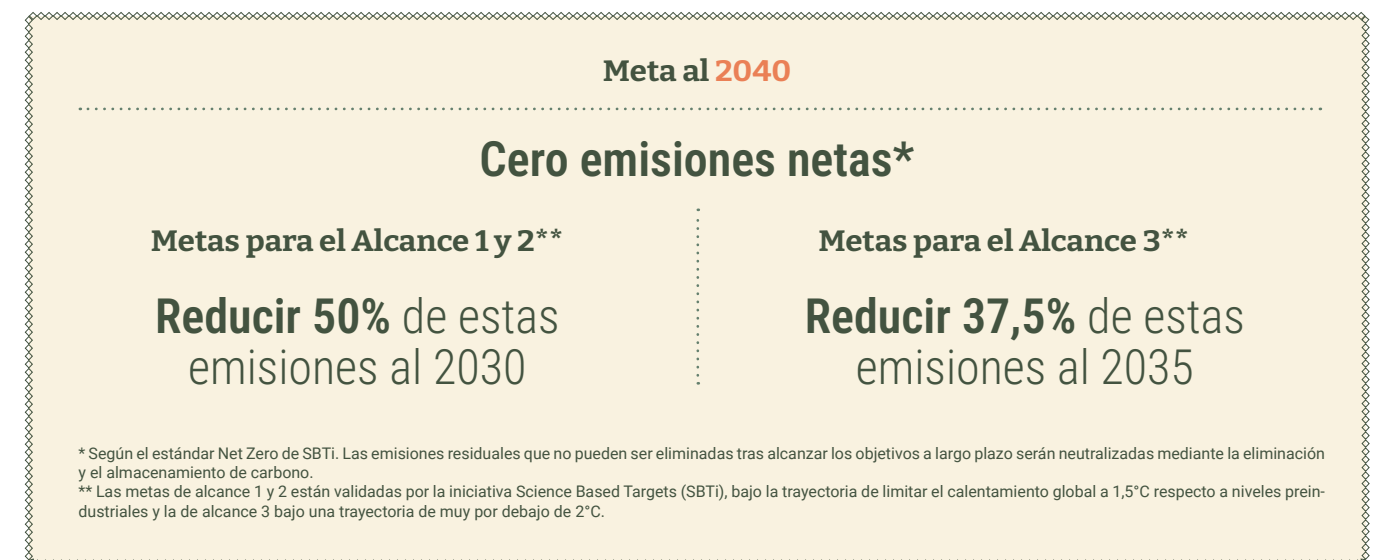 Meta al 2040
Cero emisiones netas*
Metas para el Alcance 1 y 2**
Reducir 50% de estas
emisiones al 2030
Metas para el Alcance 3**
Reducir 37,5% de estas
emisiones al 2035
* Según el estándar Net Zero de SBTi. Las emisiones residuales que no pueden ser eliminadas tras alcanzar los objetivos a largo plazo serán neutralizadas mediante la eliminación
y el almacenamiento de carbono.
** Las metas de alcance 1 y 2 están validadas por la iniciativa Science Based Targets (SBTi), bajo la trayectoria de limitar el calentamiento global a 1,5°C respecto a niveles prein-
dustriales y la de alcance 3 bajo una trayectoria de muy por debajo de 2°C.